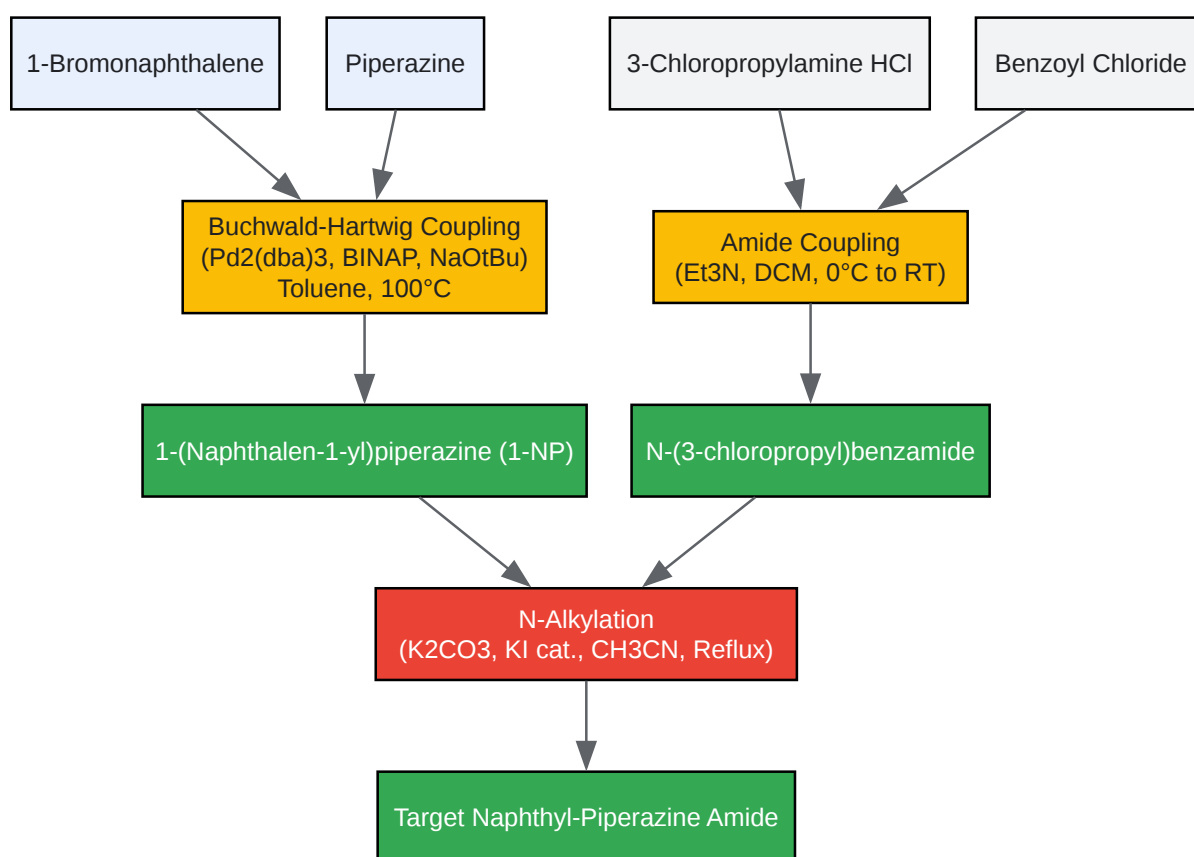 1-Bromonaphthalene
Piperazine
3-Chloropropylamine HCl
Benzoyl Chloride
Buchwald-Hartwig Coupling
(Pd2(dba)3, BINAP, NaOtBu)
Toluene, 100°C
Amide Coupling
(Et3N, DCM, 0°C to RT)
1-(Naphthalen-1-yl)piperazine (1-NP)
N-(3-chloropropyl)benzamide
N-Alkylation
(K2CO3, KI cat., CH3CN, Reflux)
Target Naphthyl-Piperazine Amide